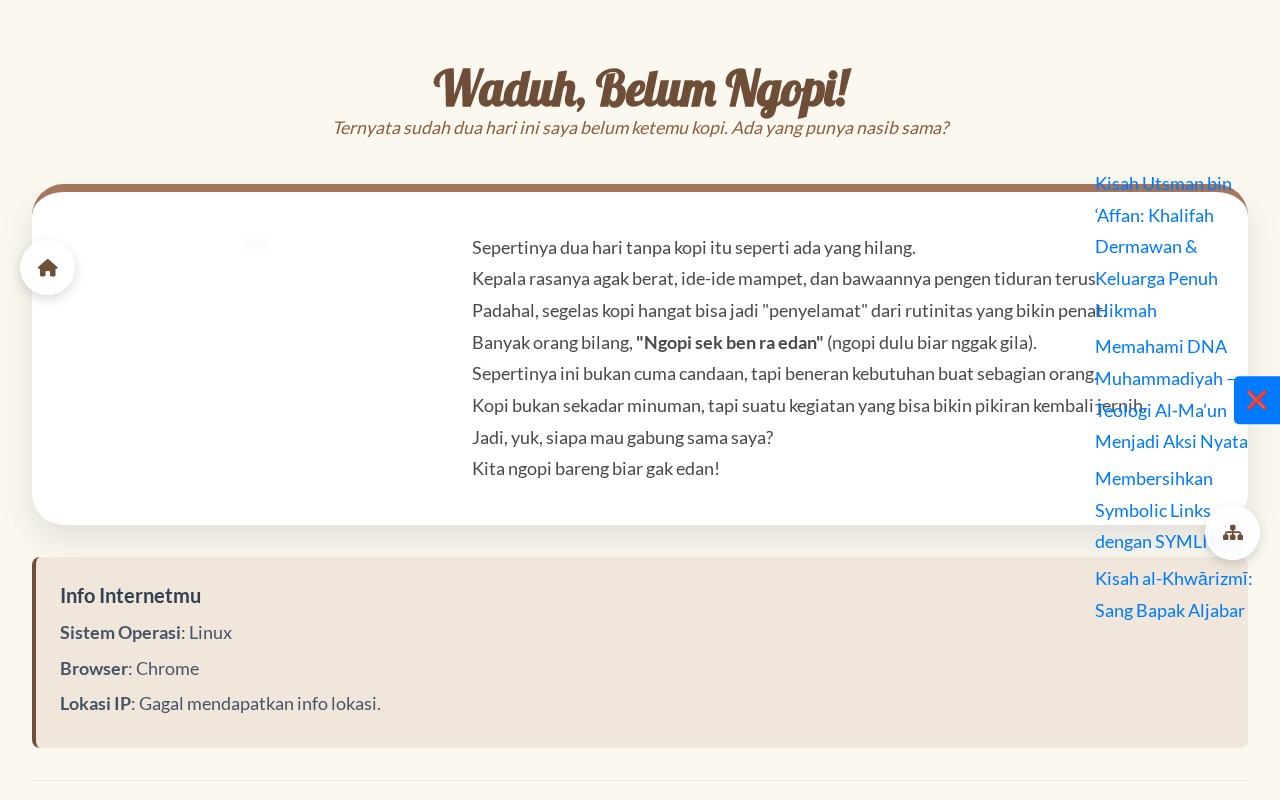 Waduh, Belum Ngopi!
Ternyata sudah dua hari ini saya belum ketemu kopi. Ada yang punya nasib sama?
Sepertinya dua hari tanpa kopi itu seperti ada yang hilang.
Kepala rasanya agak berat, ide-ide mampet, dan bawaannya pengen tiduran terus.
Padahal, segelas kopi hangat bisa jadi "penyelamat" dari rutinitas yang bikin penat.
Banyak orang bilang, "Ngopi sek ben ra edan" (ngopi dulu biar nggak gila).
Sepertinya ini bukan cuma candaan, tapi beneran kebutuhan buat sebagian orang.
Kopi bukan sekadar minuman, tapi suatu kegiatan yang bisa bikin pikiran kembali jernih.
Jadi, yuk, siapa mau gabung sama saya?
Kita ngopi bareng biar gak edan!
Kisah Utsman bin
‘Affan: Khalifah
Dermawan &
Keluarga Penuh
Hikmah
Memahami DNA
Muhammadiyah –
Teologi Al-Ma’un
Menjadi Aksi Nyata
Membersihkan
Symbolic Links
dengan
Kisah al-Khwārizmī:
Sang Bapak Aljabar
Info Internetmu
Sistem Operasi: Linux
Browser: Chrome
Lokasi IP: Gagal mendapatkan info lokasi.